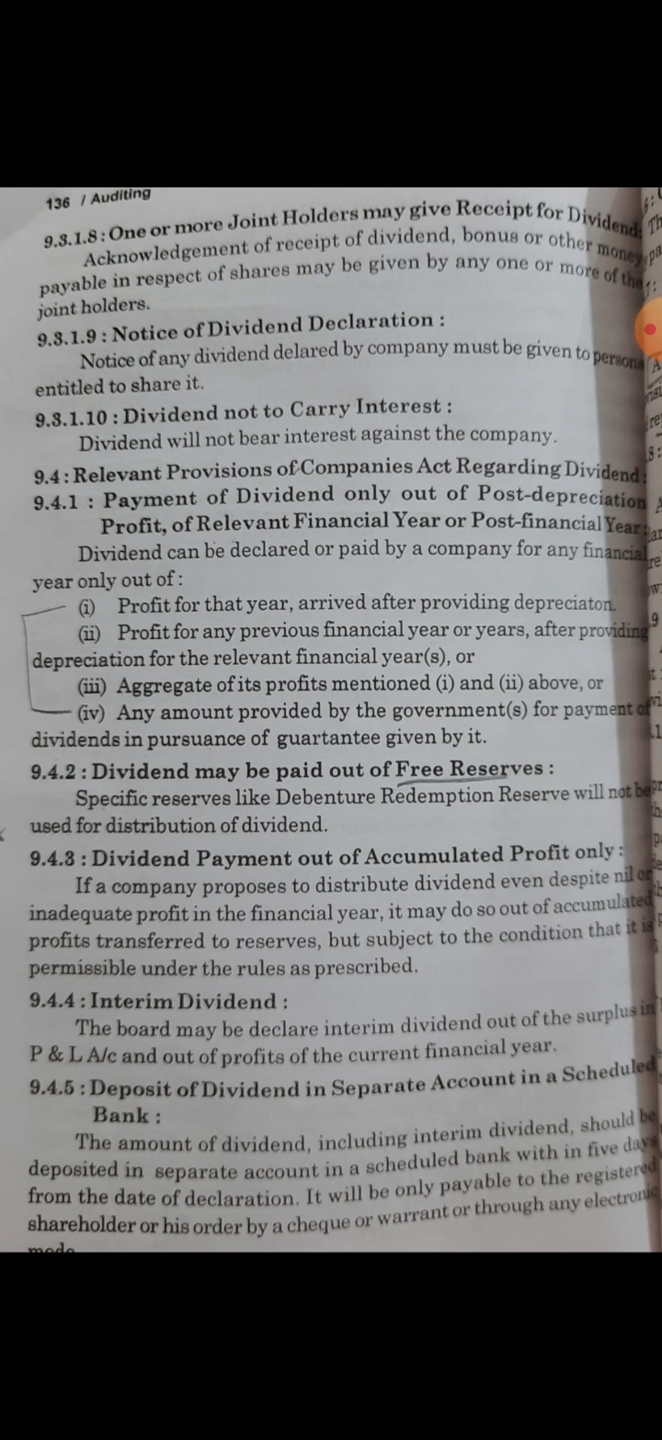 136 / Auditing
9.3.1.8 : One or more Joint Holders may give Receipt for Dividend:
Acknowledgement of receipt of dividend, bonus or other money
payable in respect of shares may be given by any one or more of the
joint holders.
9.3.1.9 : Notice of Dividend Declaration :
Notice of any dividend delared by company must be given to persons
entitled to share it.
9.3.1.10 : Dividend not to Carry Interest :
Dividend will not bear interest against the company.
9.4 : Relevant Provisions of Companies Act Regarding Dividend:
9.4.1 : Payment of Dividend only out of Post-depreciation
Profit, of Relevant Financial Year or Post-financial Year:
Dividend can be declared or paid by a company for any financial
year only out of :
(i) Profit for that year, arrived after providing depreciaton.
(ii) Profit for any previous financial year or years, after providing
depreciation for the relevant financial year(s), or
(iii) Aggregate of its profits mentioned (i) and (ii) above, or
(iv) Any amount provided by the government(s) for payment of
dividends in pursuance of guartantee given by it.
9.4.2 : Dividend may be paid out of Free Reserves :
Specific reserves like Debenture Redemption Reserve will not be
used for distribution of dividend.
9.4.3 : Dividend Payment out of Accumulated Profit only :
If a company proposes to distribute dividend even despite nil or
inadequate profit in the financial year, it may do so out of accumulated
profits transferred to reserves, but subject to the condition that it is
permissible under the rules as prescribed.
9.4.4 : Interim Dividend :
The board may be declare interim dividend out of the surplus in
P & L A/c and out of profits of the current financial year.
9.4.5 : Deposit of Dividend in Separate Account in a Scheduled
Bank :
The amount of dividend, including interim dividend, should be
deposited in separate account in a scheduled bank with in five days
from the date of declaration. It will be only payable to the registered
shareholder or his order by a cheque or warrant or through any electronic
mode